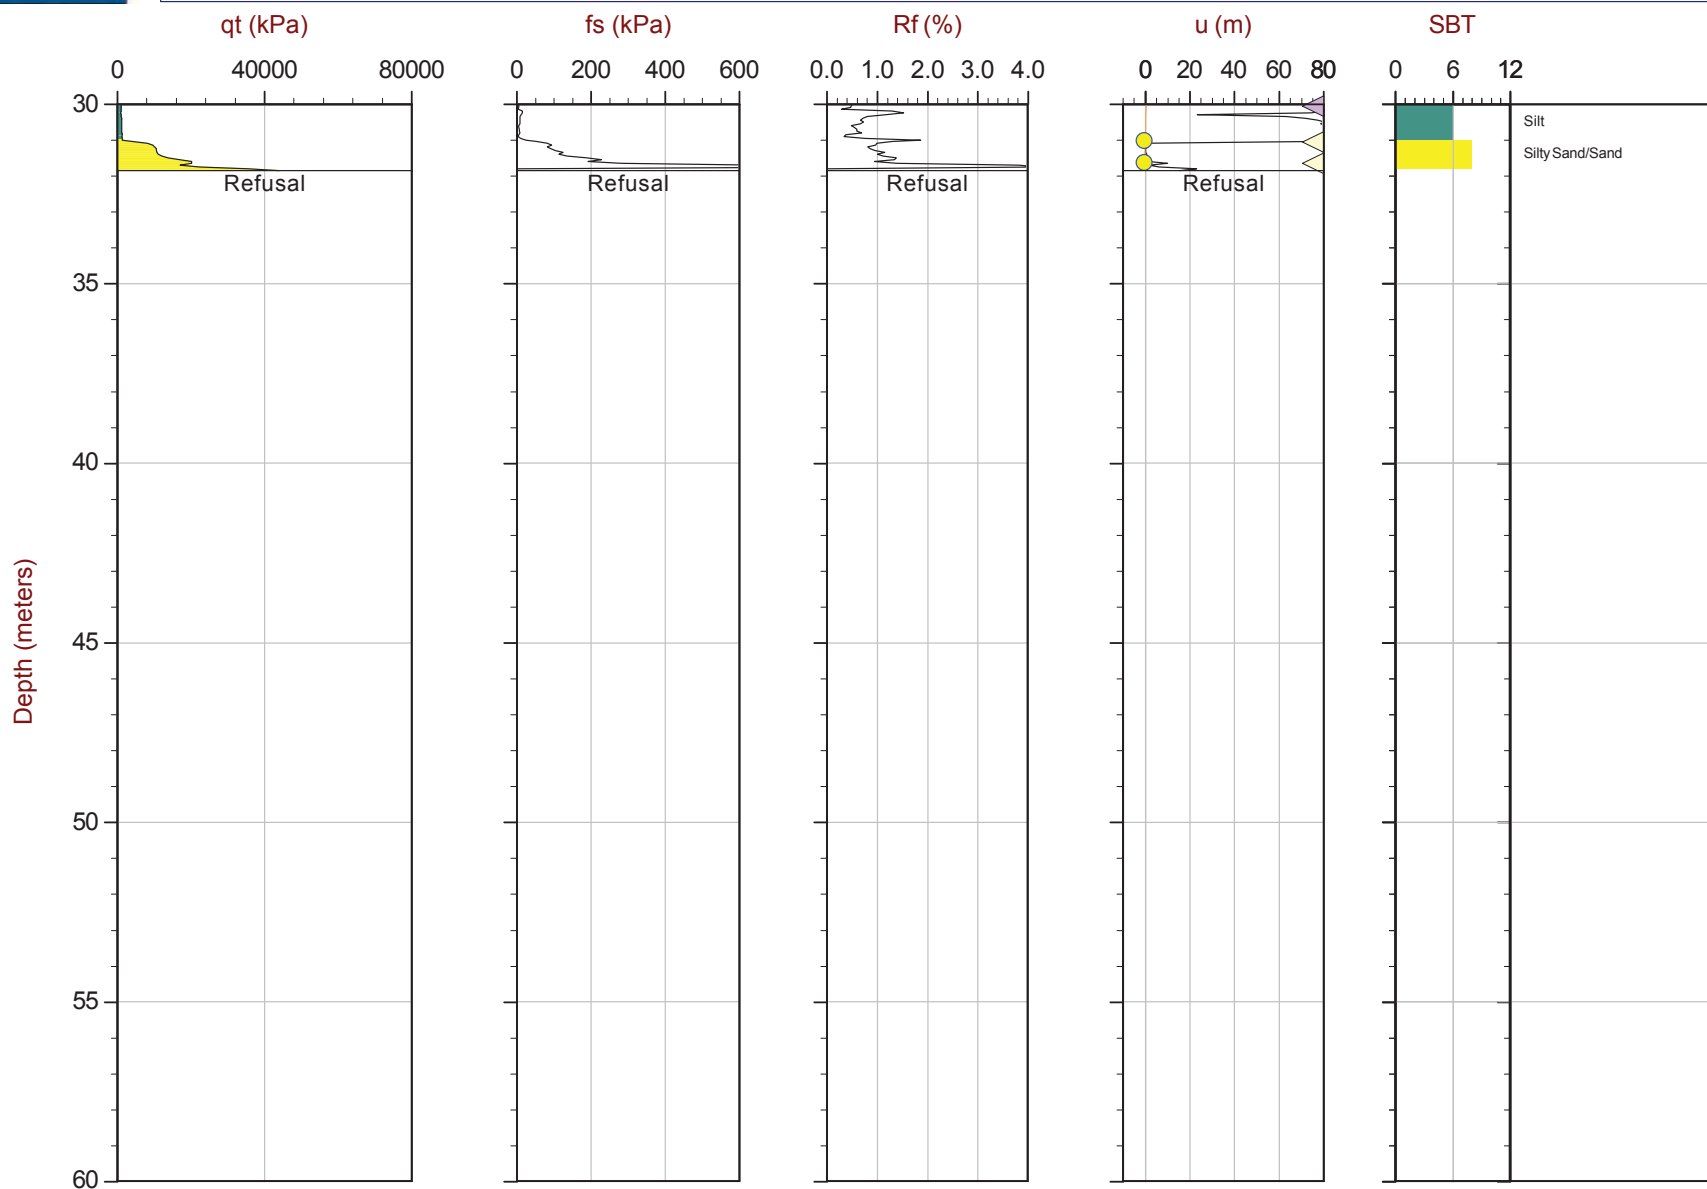 qt (kPa) fs (kPa) Rf (%) u (m) SBT
0 40000 80000 0 200 400 600 0.0 1.0 2.0 3.0 4.0 0 20 40 60 80 0 6 12
30
Silt
Silty Sand/Sand
Refusal Refusal Refusal Refusal
35
40
45
50
55
60
Depth (meters)